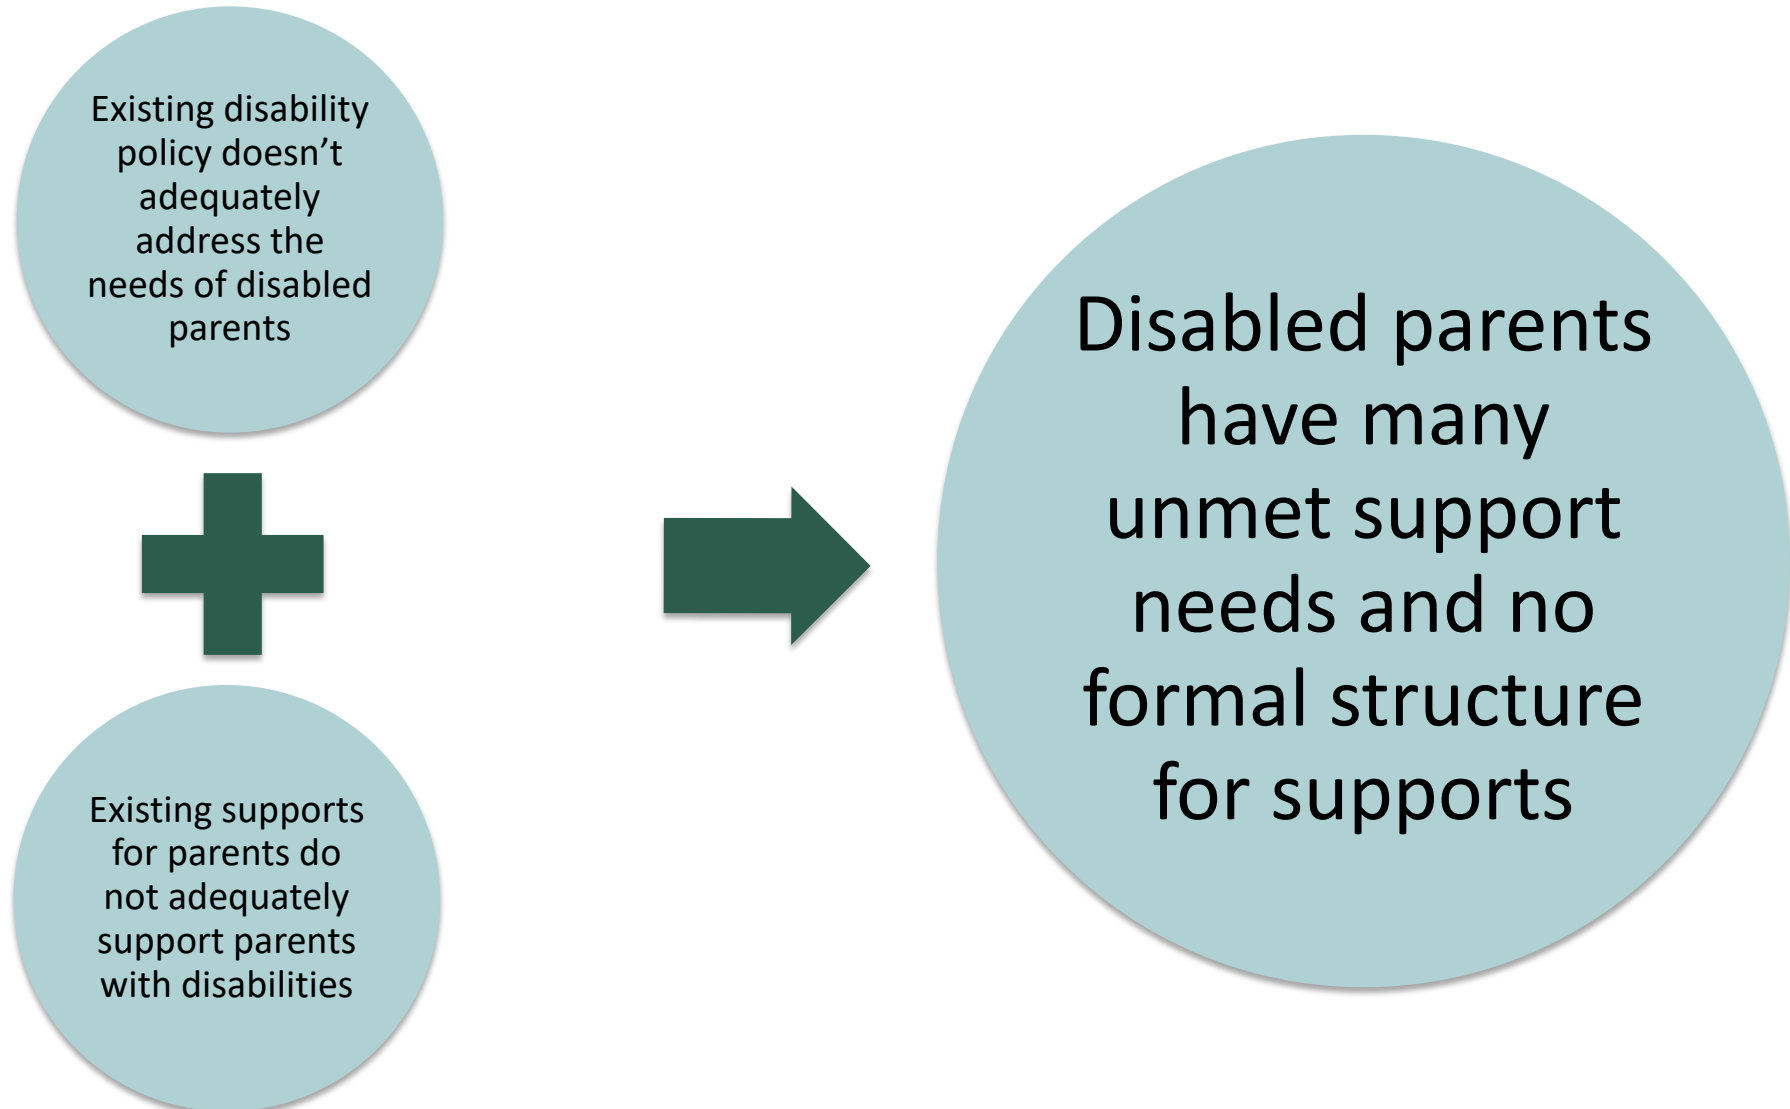 Existing disability
policy doesn’t
adequately
address the
needs of disabled
parents
Existing supports
for parents do
not adequately
support parents
with disabilities
Disabled parents
have many
unmet support
needs and no
formal structure
for supports